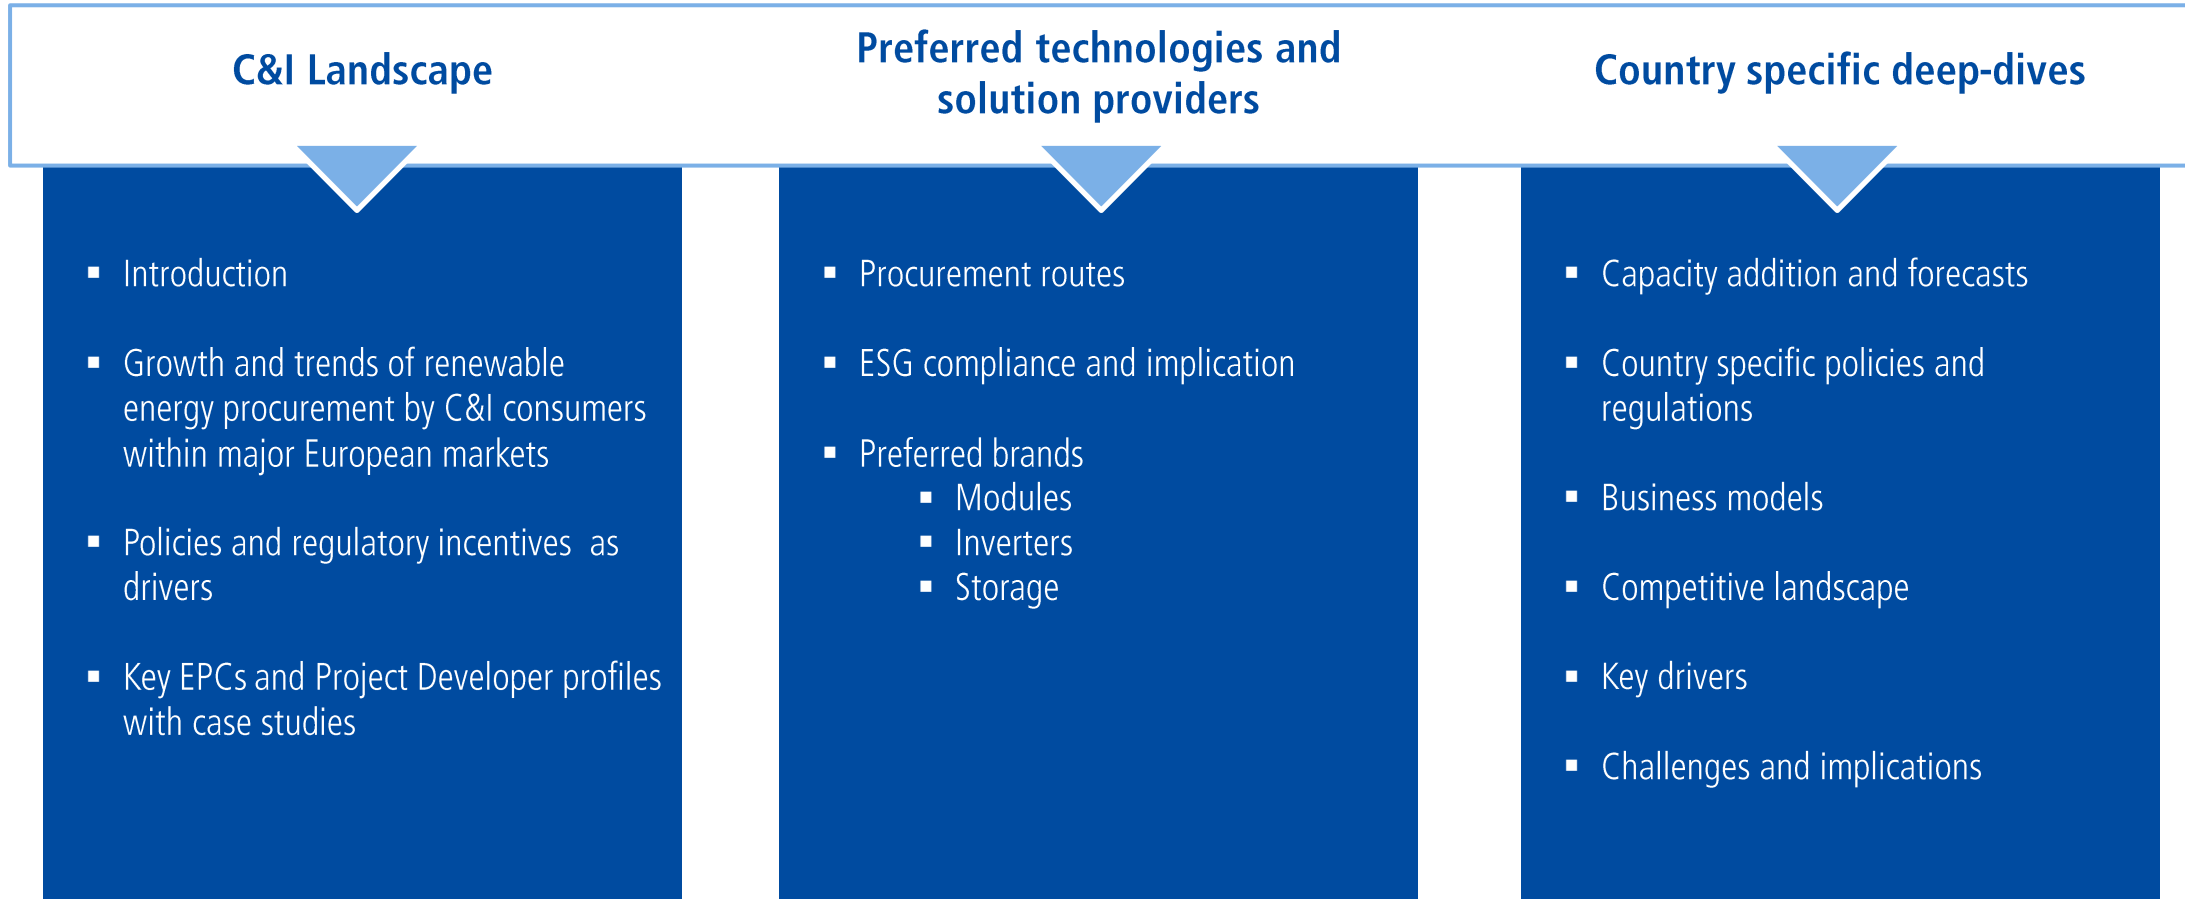 C&I Landscape
Preferred technologies and
solution providers
Country specific deep-dives
▪ Introduction
▪ Growth and trends of renewable
energy procurement by C&I consumers
within major European markets
▪ Policies and regulatory incentives  as
drivers
▪ Key EPCs and Project Developer profiles
with case studies
▪ Procurement routes
▪ ESG compliance and implication
▪ Preferred brands
▪ Modules
▪ Inverters
▪ Storage
▪ Capacity addition and forecasts
▪ Country specific policies and
regulations
▪ Business models
▪ Competitive landscape
▪ Key drivers
▪ Challenges and implications